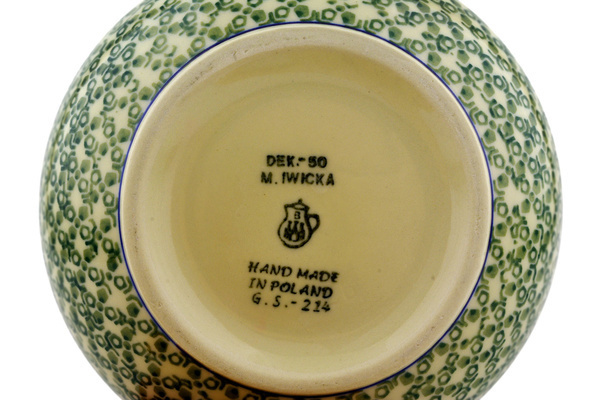 DEK.-50
M.IWICKA
B
HAND MADE
IN POLAND
G.S.-214